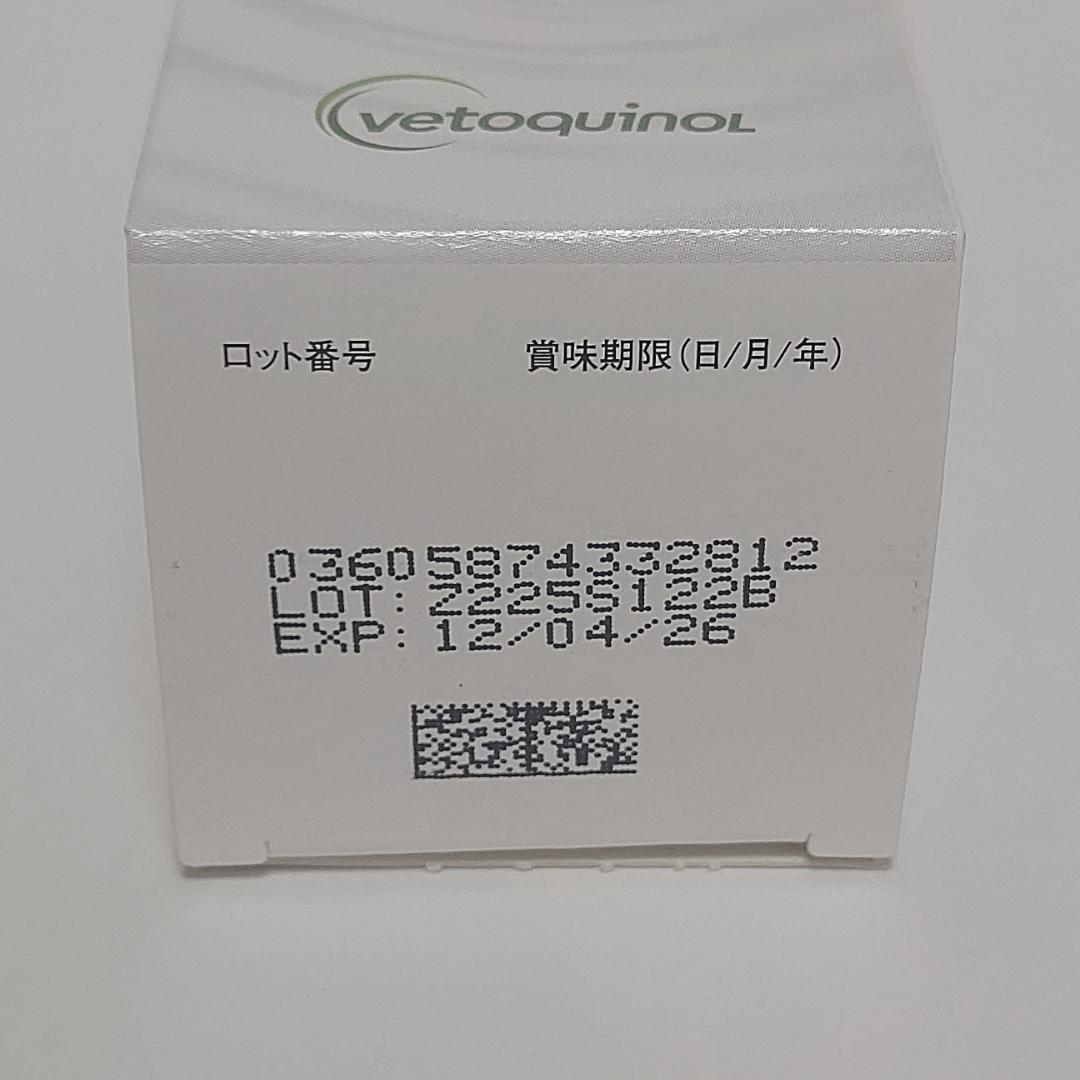 vetoquinol
ロット番号 賞味期限(日/月/年)
03605874332812
LOT: 2225S122B
EXP: 12/04/26